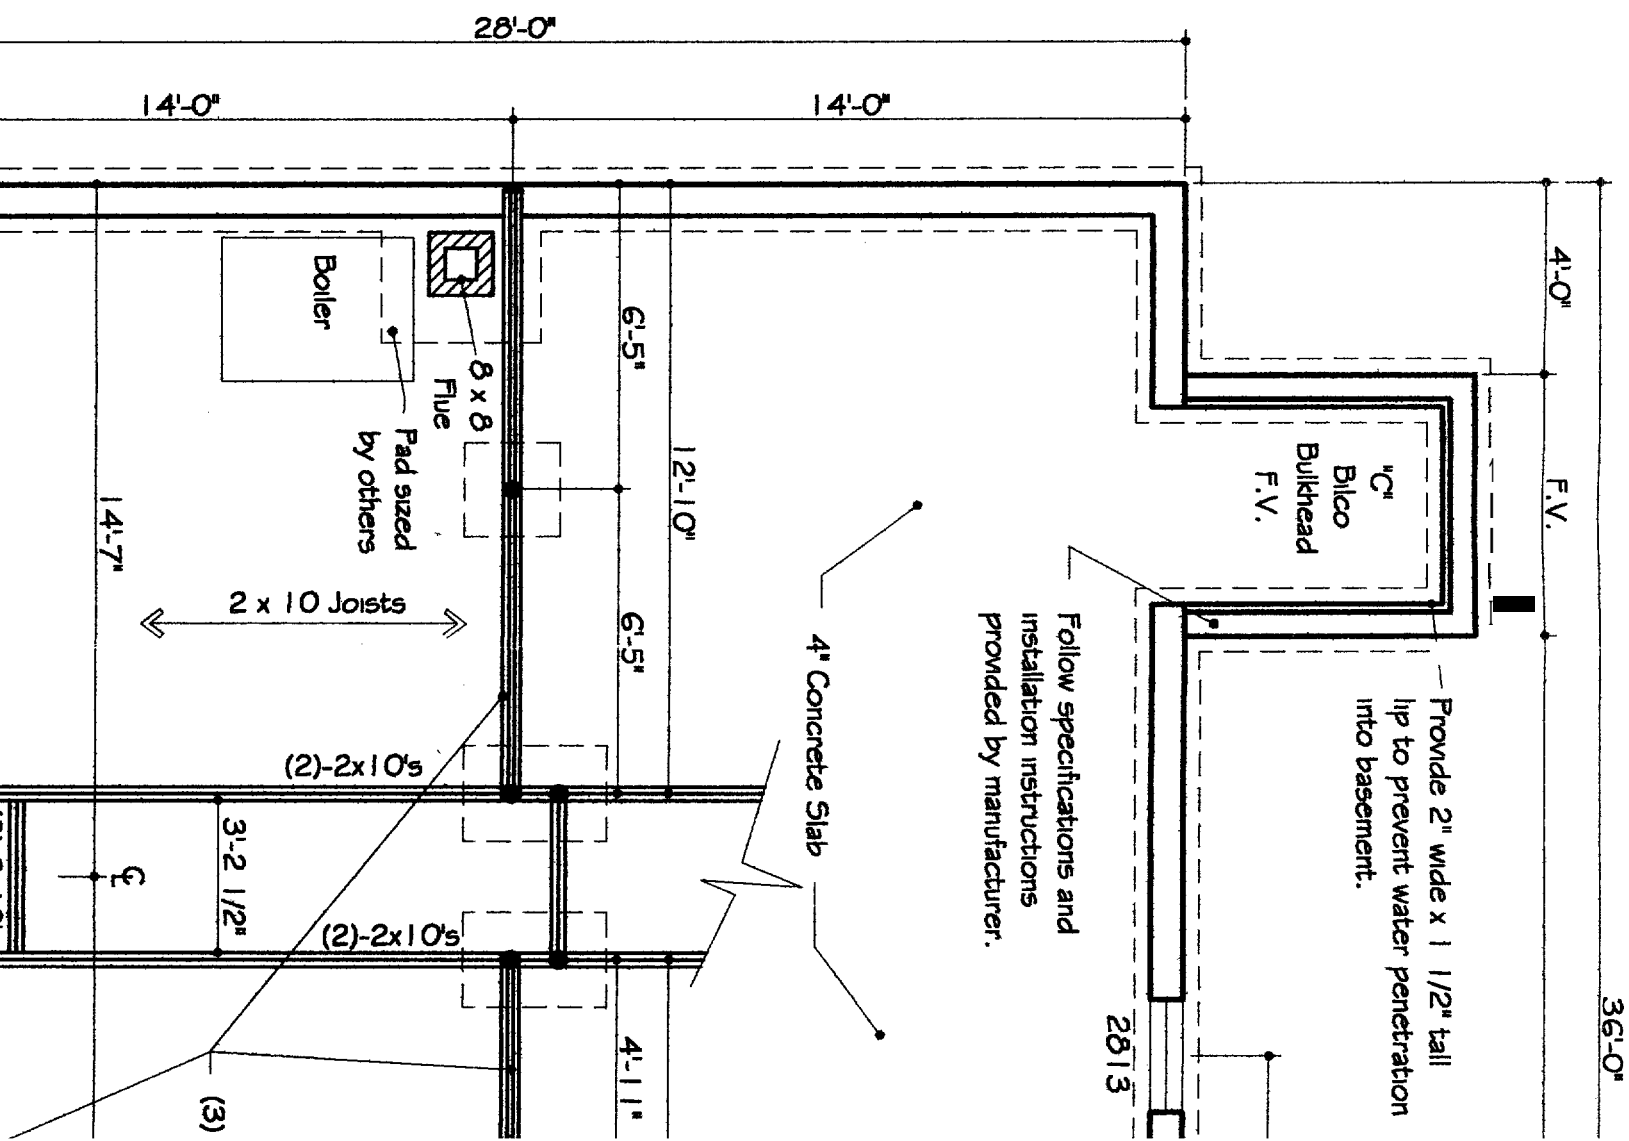 28'-0"
14'-0"
14'-0"
4'-0"
Boiler
8 x 8
Flue
Pad sized
by others
6'-5"
12'-10"
"C"
Bilco
Bulkhead
F.V.
F.V.
14'-7"
2 x 10 Joists
6'-5"
4" Concrete Slab
Follow specifications and
installation instructions
provided by manufacturer.
Provide 2" wide x 1 1/2" tall
lip to prevent water penetration
into basement.
(2)-2x10's
3'-2 1/2"
CL
(2)-2x10's
4'-11"
2813
36'-0"
(3)